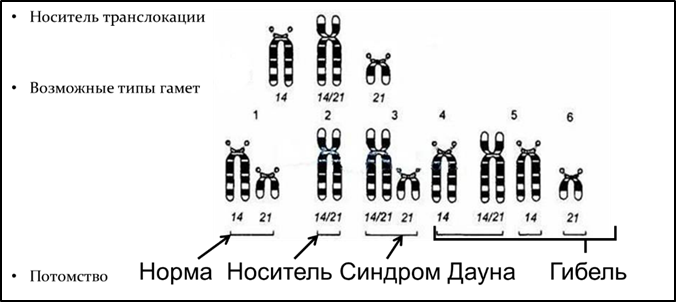 • Носитель транслокации
14 14/21 21
• Возможные типы гамет
1 2 3 4 5 6
14 21 14/21 14/21 21 14 14/21 14 21
• Потомство Норма Носитель Синдром Дауна Гибель